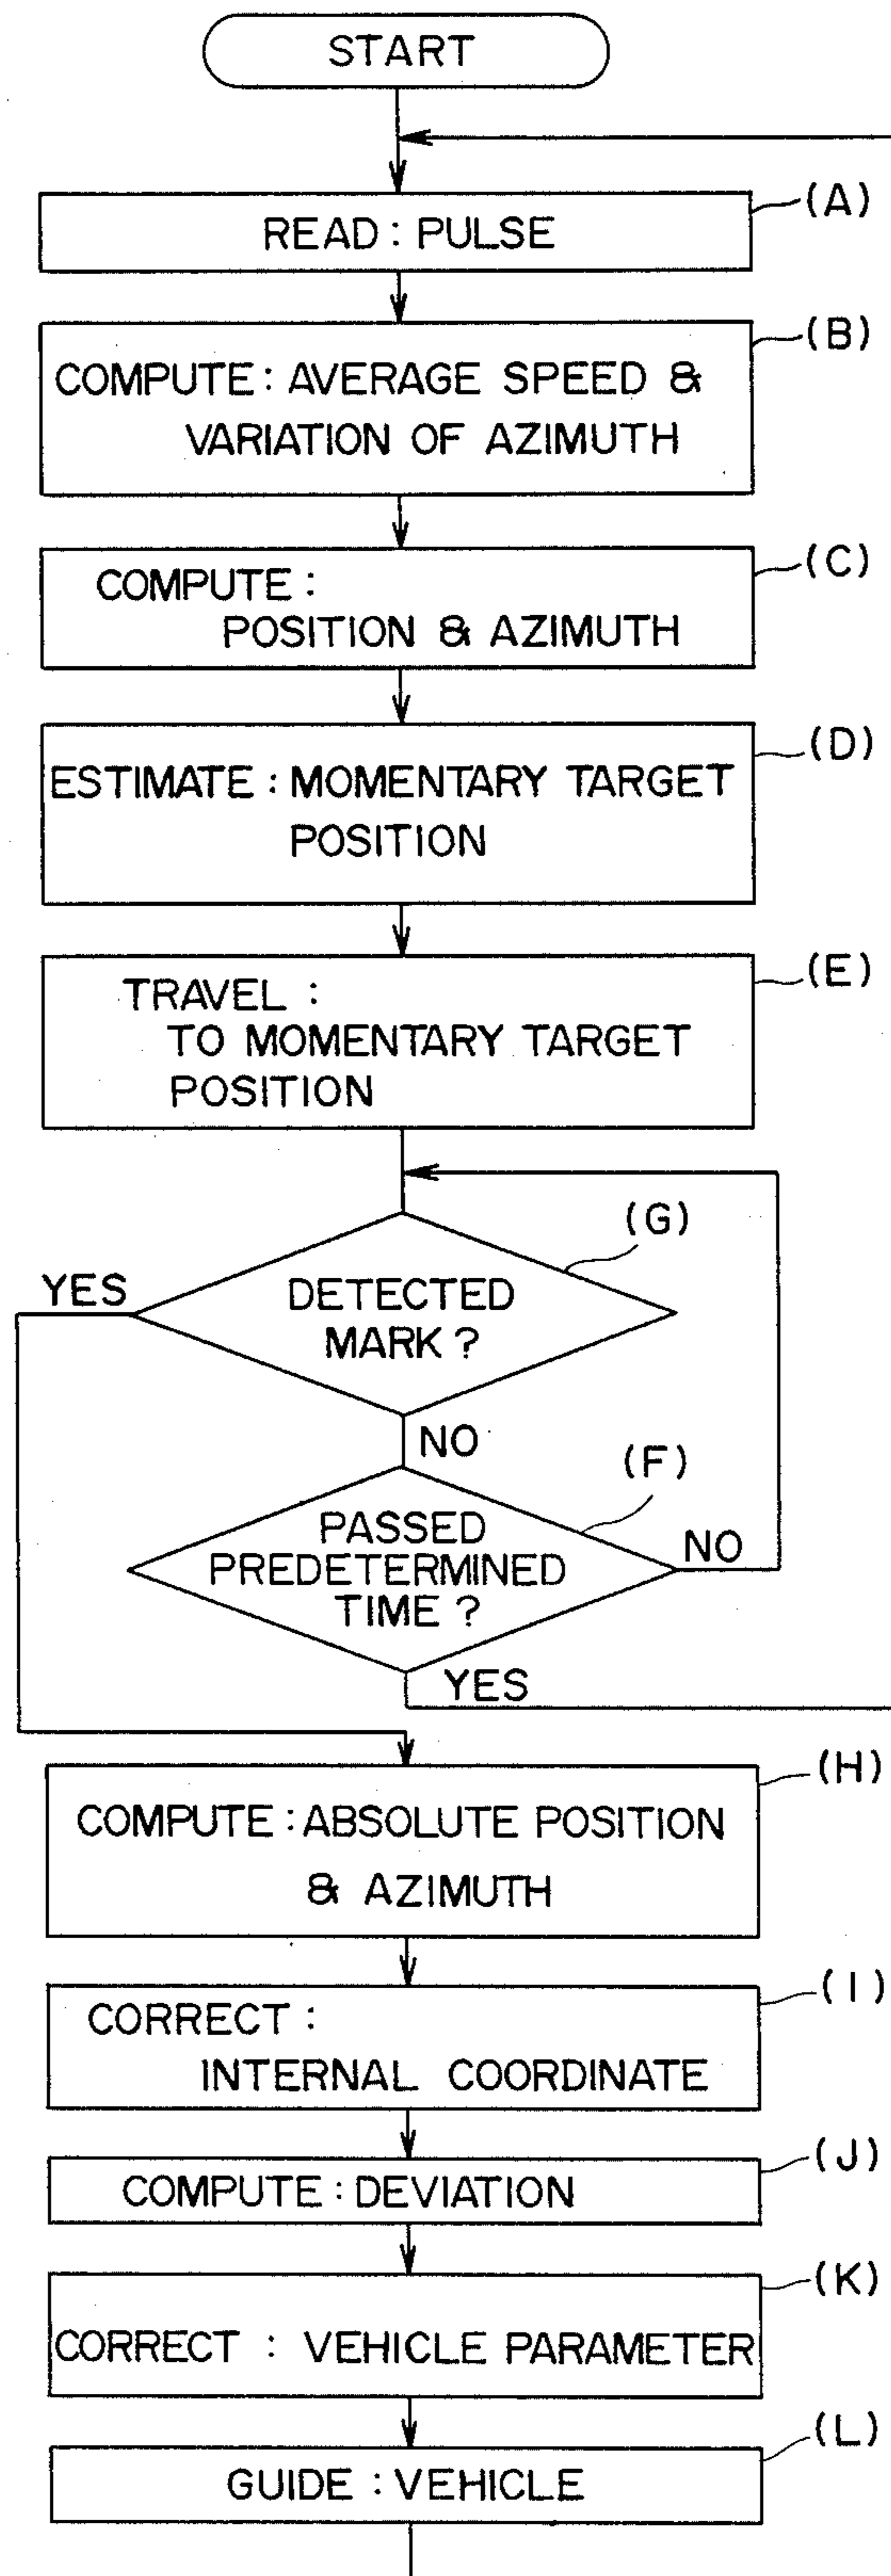 START
(A)
READ : PULSE
(B)
COMPUTE : AVERAGE SPEED &
VARIATION OF AZIMUTH
(C)
COMPUTE :
POSITION & AZIMUTH
(D)
ESTIMATE : MOMENTARY TARGET
POSITION
(E)
TRAVEL :
TO MOMENTARY TARGET
POSITION
(G)
YES
DETECTED
MARK ?
NO
(F)
PASSED
PREDETERMINED
TIME ?
NO
YES
(H)
COMPUTE : ABSOLUTE POSITION
& AZIMUTH
(I)
CORRECT :
INTERNAL COORDINATE
(J)
COMPUTE : DEVIATION
(K)
CORRECT : VEHICLE PARAMETER
(L)
GUIDE : VEHICLE